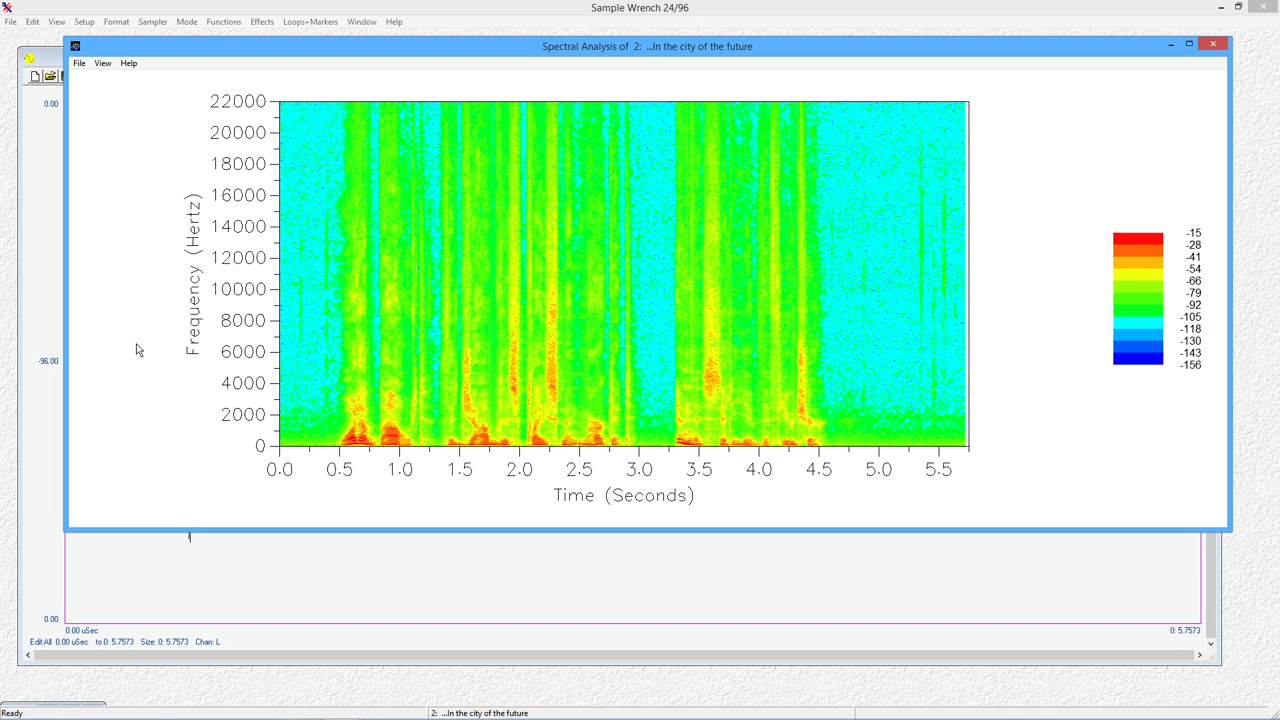 Sample Wrench 24/96
File Edit View Setup Format Sampler Mode Functions Effects Loops+Markers Window Help
Spectral Analysis of 2: ...In the city of the future
File View Help
0.00
-96.00
0.00
22000
20000
18000
16000
14000
12000
10000
8000
6000
4000
2000
0
Frequency (Hertz)
0.0 0.5 1.0 1.5 2.0 2.5 3.0 3.5 4.0 4.5 5.0 5.5
Time (Seconds)
-15
-28
-41
-54
-66
-79
-92
-105
-118
-130
-143
-156
0.00 uSec 0: 5.7573
Edit:All 0.00 uSec to 0: 5.7573 Size: 0: 5.7573 Chan: L
Ready 2: ...In the city of the future